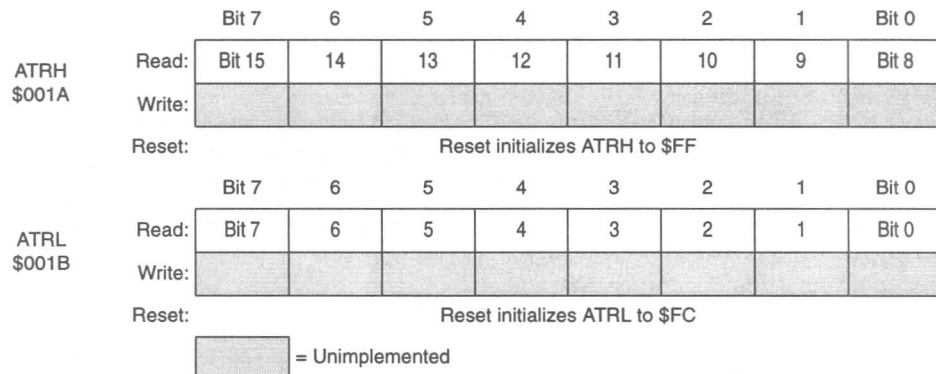 Bit 7 6 5 4 3 2 1 Bit 0
ATRH $001A
Read: Bit 15 14 13 12 11 10 9 Bit 8
Write:
Reset: Reset initializes ATRH to $FF
Bit 7 6 5 4 3 2 1 Bit 0
ATRL $001B
Read: Bit 7 6 5 4 3 2 1 Bit 0
Write:
Reset: Reset initializes ATRL to $FC
= Unimplemented